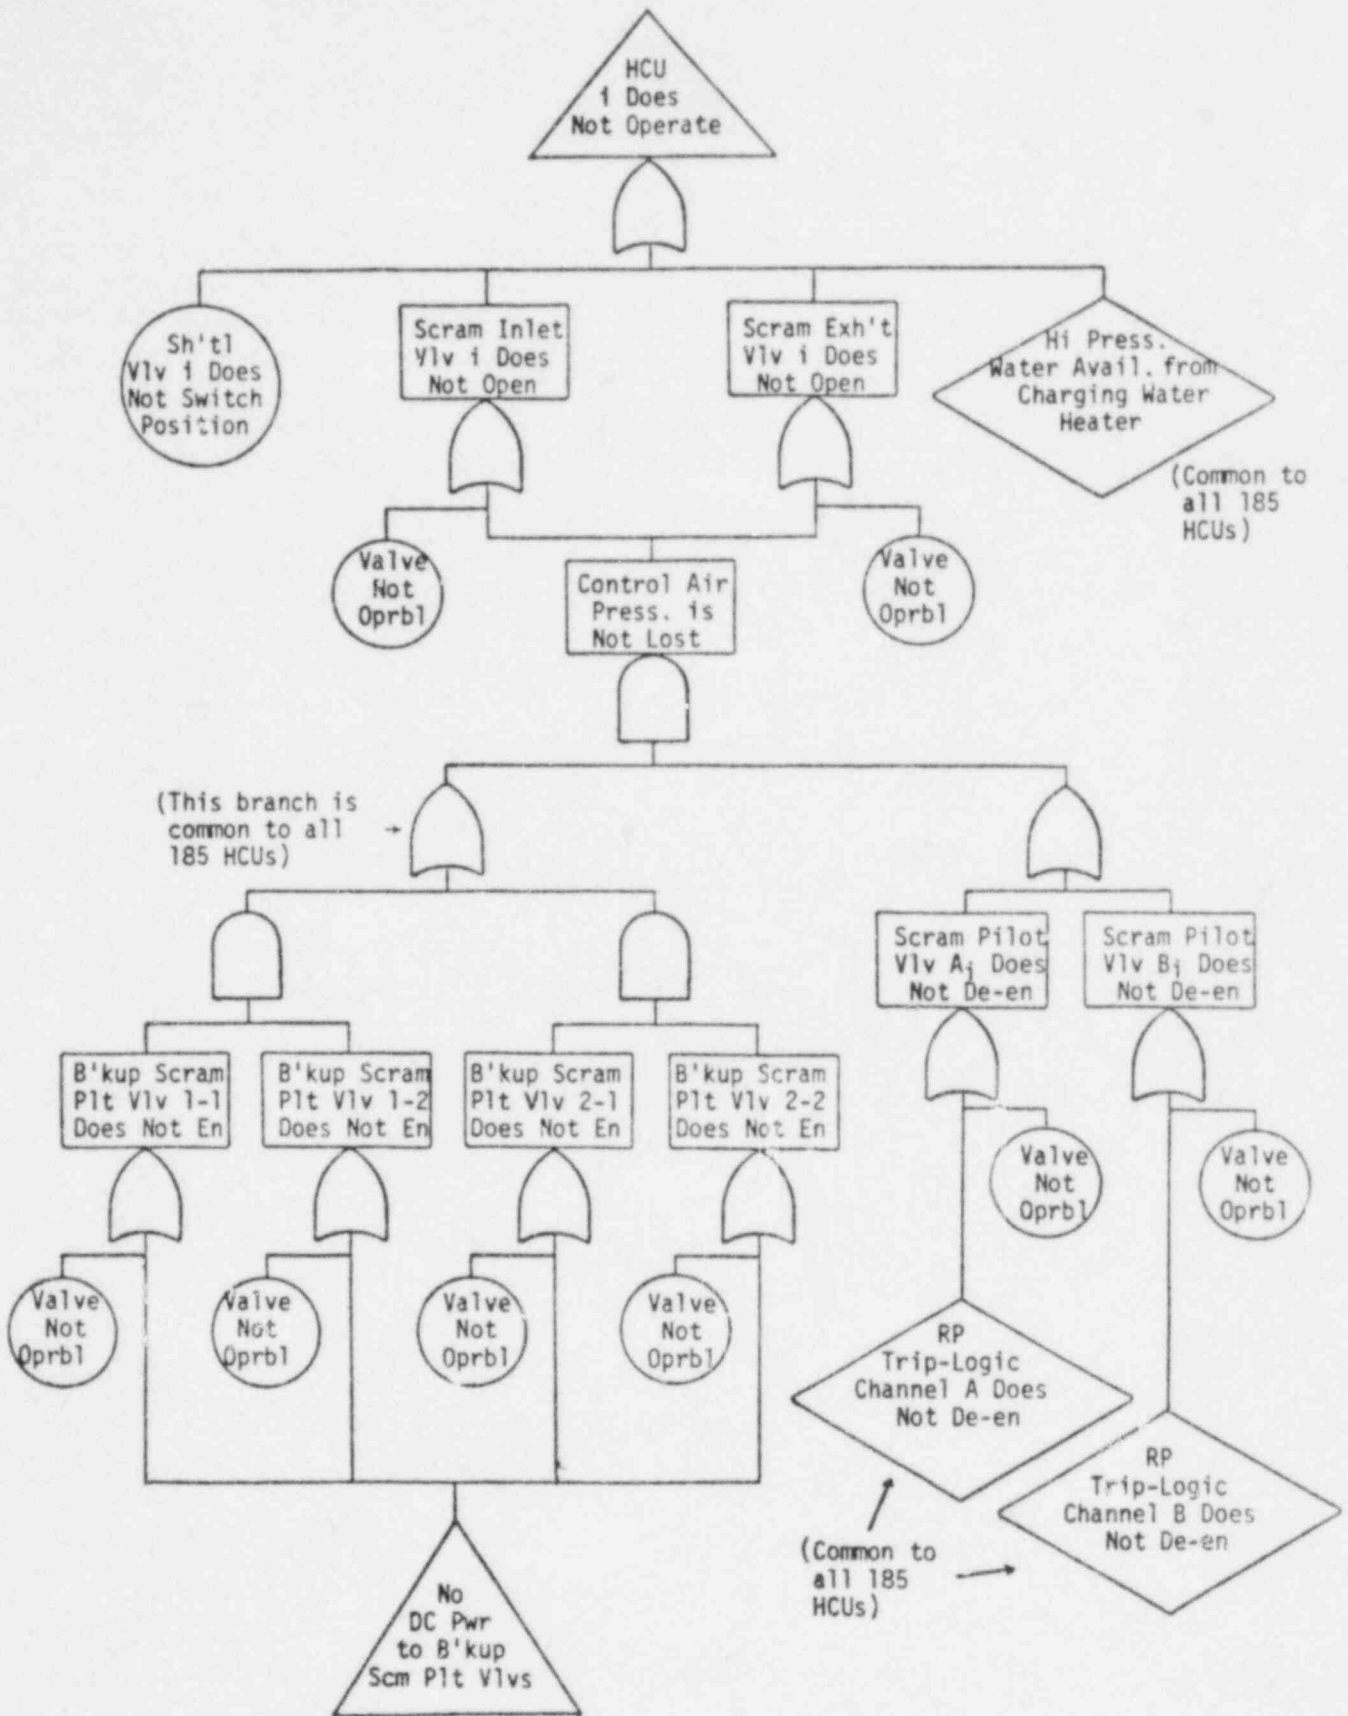 HCU
i Does
Not Operate
Sh'tl
Vlv i Does
Not Switch
Position
Scram Inlet
Vlv i Does
Not Open
Scram Exh't
Vlv i Does
Not Open
Hi Press.
Water Avail. from
Charging Water
Heater
(Common to
all 185
HCUs)
Valve
Not
Oprbl
Control Air
Press. is
Not Lost
Valve
Not
Oprbl
(This branch is
common to all
185 HCUs)
Scram Pilot
Vlv Ai Does
Not De-en
Scram Pilot
Vlv Bi Does
Not De-en
B'kup Scram
Plt Vlv 1-1
Does Not En
B'kup Scram
Plt Vlv 1-2
Does Not En
B'kup Scram
Plt Vlv 2-1
Does Not En
B'kup Scram
Plt Vlv 2-2
Does Not En
Valve
Not
Oprbl
Valve
Not
Oprbl
Valve
Not
Oprbl
Valve
Not
Oprbl
Valve
Not
Oprbl
Valve
Not
Oprbl
RP
Trip-Logic
Channel A Does
Not De-en
RP
Trip-Logic
Channel B Does
Not De-en
(Common to
all 185
HCUs)
No
DC Pwr
to B'kup
Scm Plt Vlvs